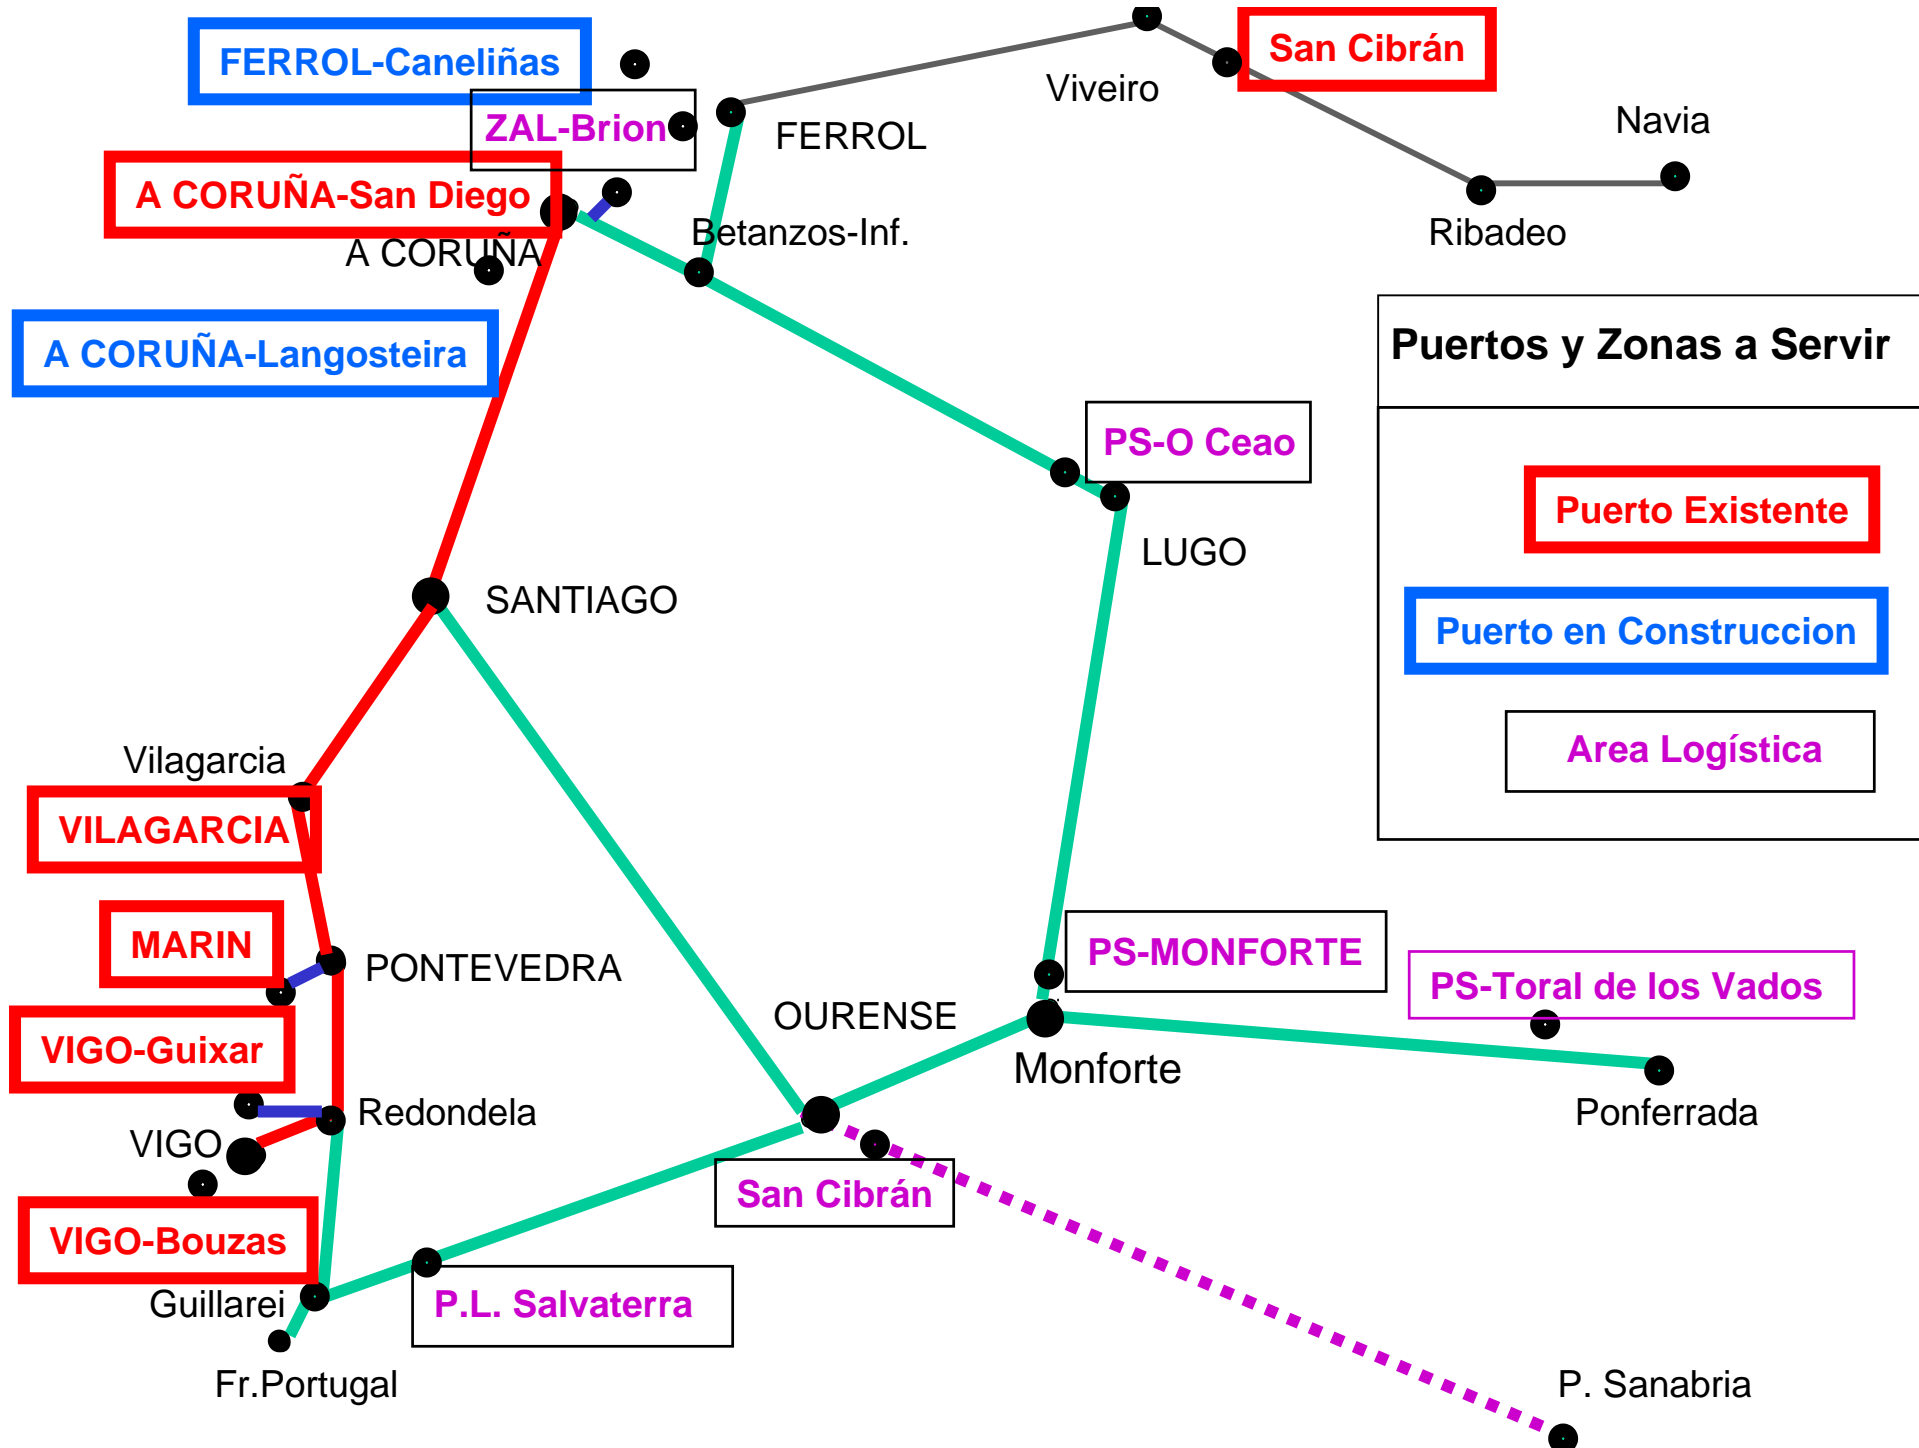 FERROL-Caneliñas
San Cibrán
Viveiro
Navia
ZAL-Brion
FERROL
A CORUÑA-San Diego
Betanzos-Inf.
Ribadeo
A CORUÑA
A CORUÑA-Langosteira
Puertos y Zonas a Servir
PS-O Ceao
Puerto Existente
LUGO
SANTIAGO
Puerto en Construccion
Area Logística
Vilagarcia
VILAGARCIA
MARIN
PONTEVEDRA
PS-MONFORTE
PS-Toral de los Vados
OURENSE
VIGO-Guixar
Monforte
Redondela
Ponferrada
VIGO
San Cibrán
VIGO-Bouzas
Guillarei
P.L. Salvaterra
Fr.Portugal
P. Sanabria